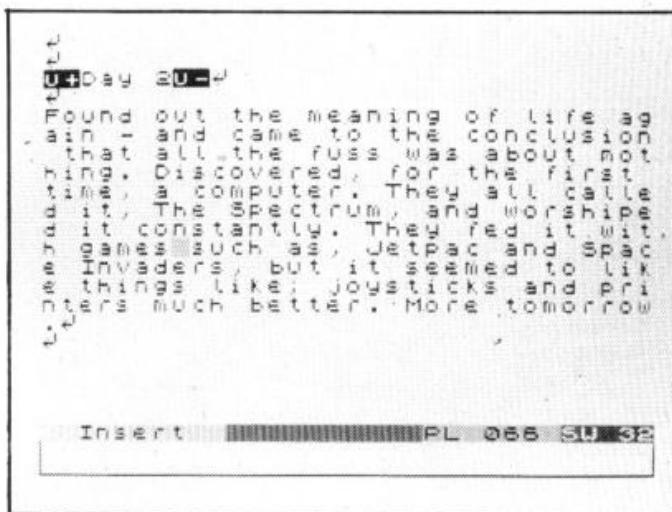 ↵
↵
U+Day 2U-↵
↵
Found out the meaning of life ag
ain - and came to the conclusion
 that all the fuss was about not
hing. Discovered, for the first
time, a computer. They all calle
d it, The Spectrum, and worshipe
d it constantly. They fed it wit
h games such as, Jetpac and Spac
e Invaders, but it seemed to lik
e things like; joysticks and pri
nters much better. More tomorrow
.↵
↵
Insert PL 066 SW 32